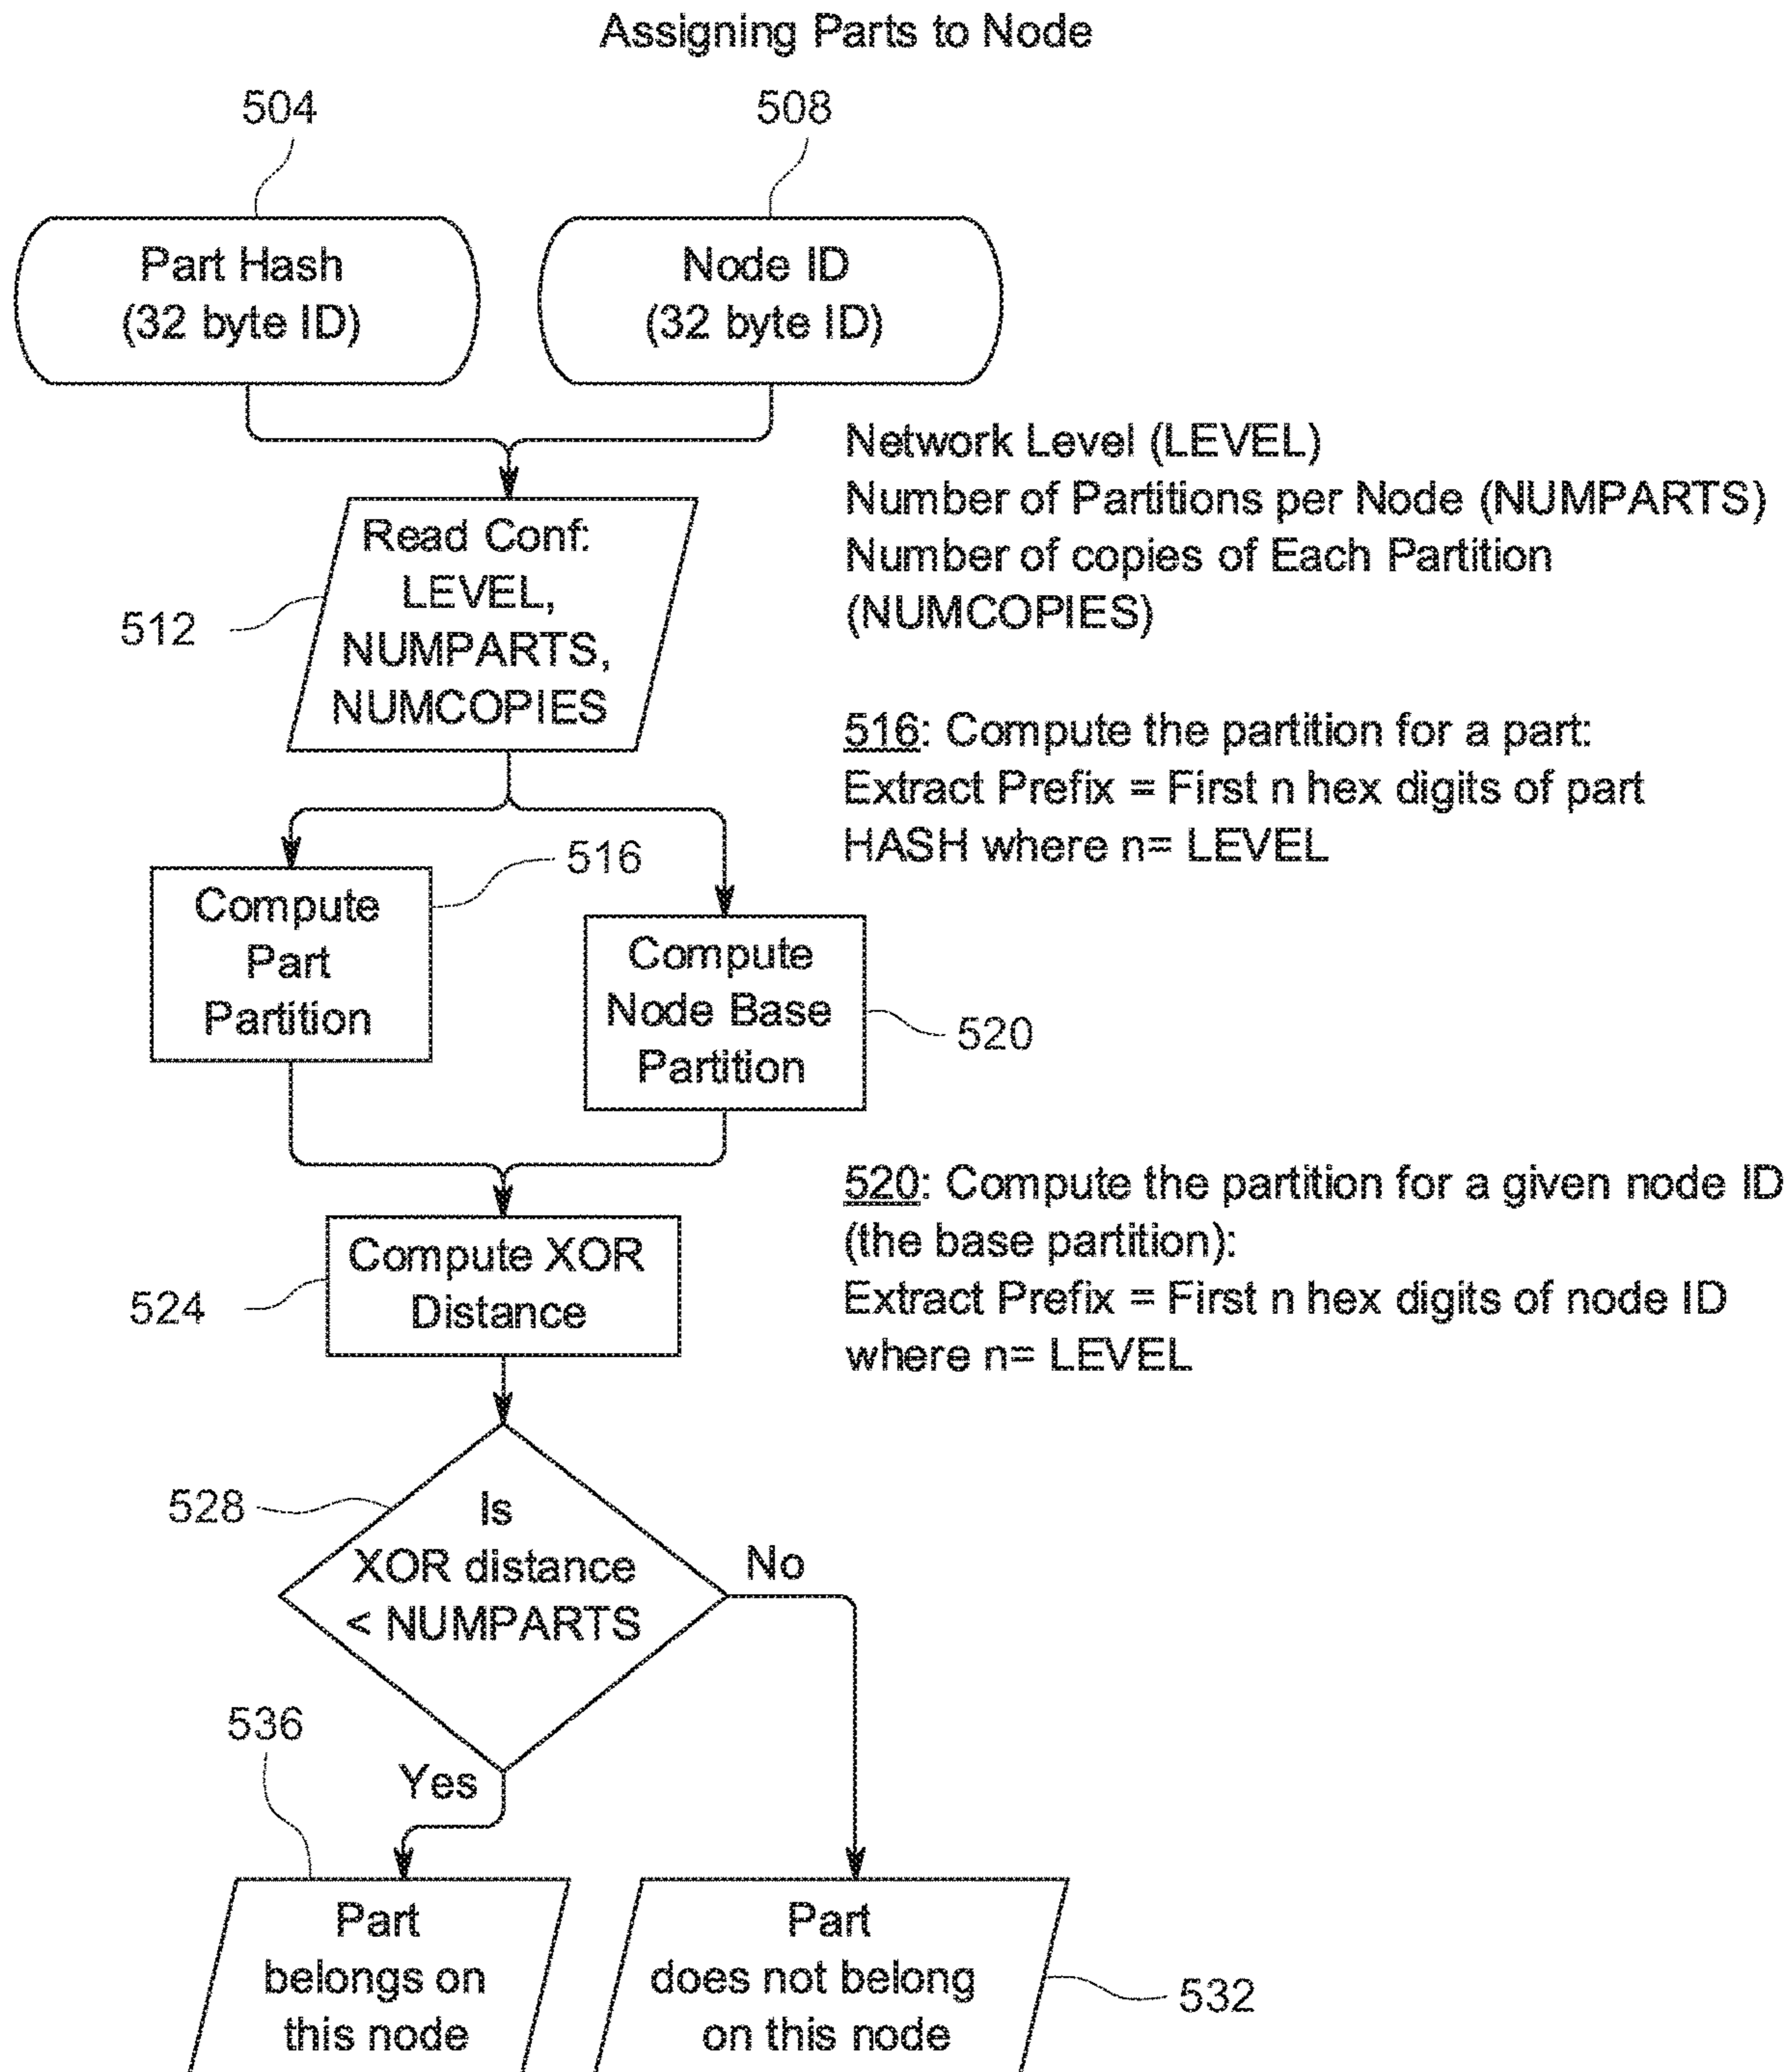 Assigning Parts to Node
504
508
Part Hash
(32 byte ID)
Node ID
(32 byte ID)
Network Level (LEVEL)
Number of Partitions per Node (NUMPARTS)
Number of copies of Each Partition
(NUMCOPIES)
Read Conf:
LEVEL,
NUMPARTS,
NUMCOPIES
512
516: Compute the partition for a part:
Extract Prefix = First n hex digits of part
HASH where n= LEVEL
Compute
Part
Partition
516
Compute
Node Base
Partition
520
520: Compute the partition for a given node ID
(the base partition):
Extract Prefix = First n hex digits of node ID
where n= LEVEL
Compute XOR
Distance
524
528
Is
XOR distance
< NUMPARTS
No
Yes
536
Part
belongs on
this node
Part
does not belong
on this node
532